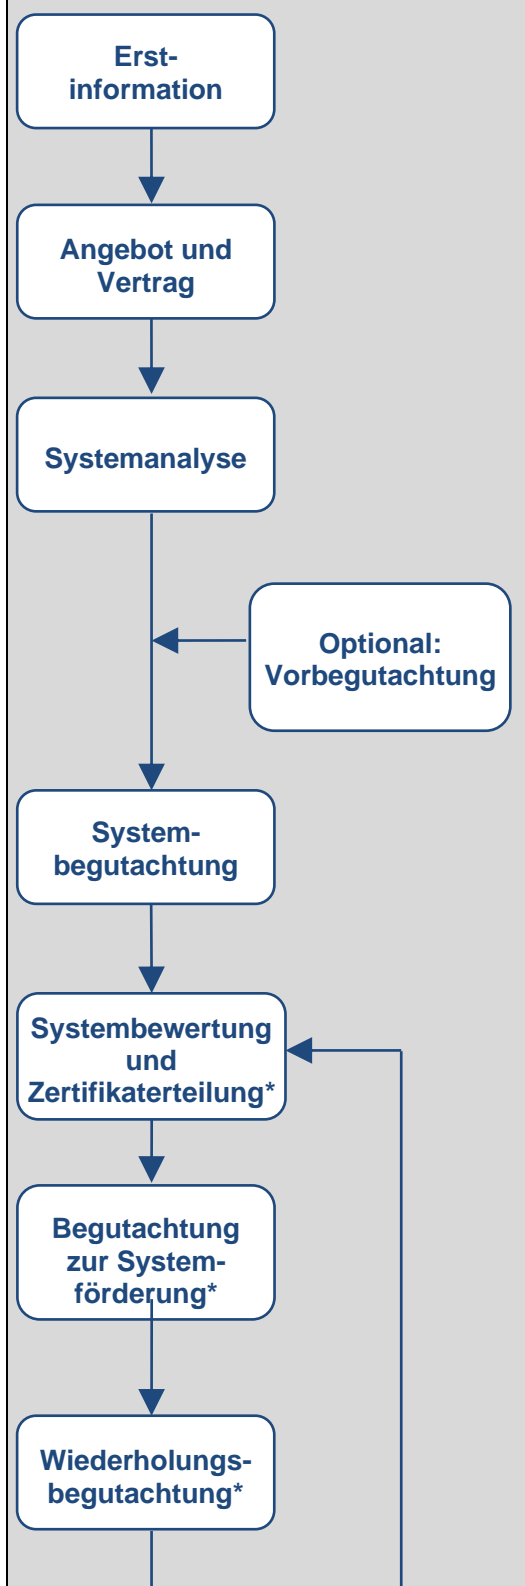 Erst-
information
Angebot und
Vertrag
Systemanalyse
Optional:
Vorbegutachtung
System-
begutachtung
Systembewertung
und
Zertifikaterteilung*
Begutachtung
zur System-
förderung*
Wiederholungs-
begutachtung*